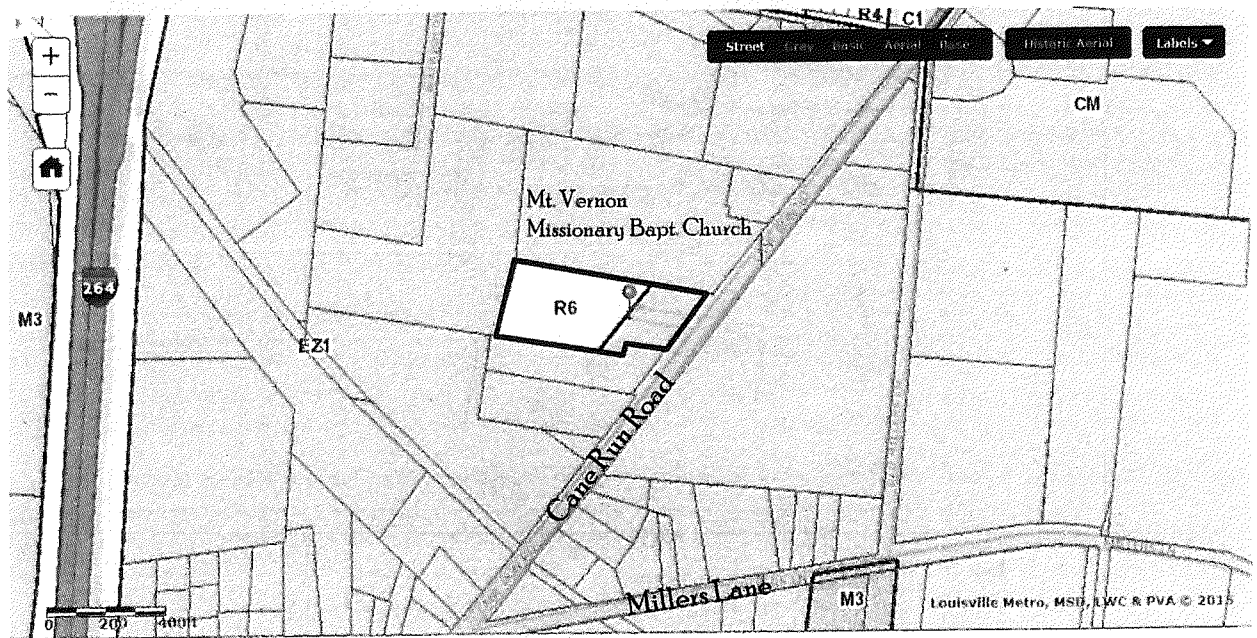 +
−
R4
C1
Street Grey Basic Aerial Base
Historic Aerial
Labels
CM
Mt. Vernon
Missionary Bapt. Church
264
M3
R6
EZ1
Cane Run Road
Millers Lane
M3
Louisville Metro, MSD, LWC & PVA © 2015
0 200 400ft